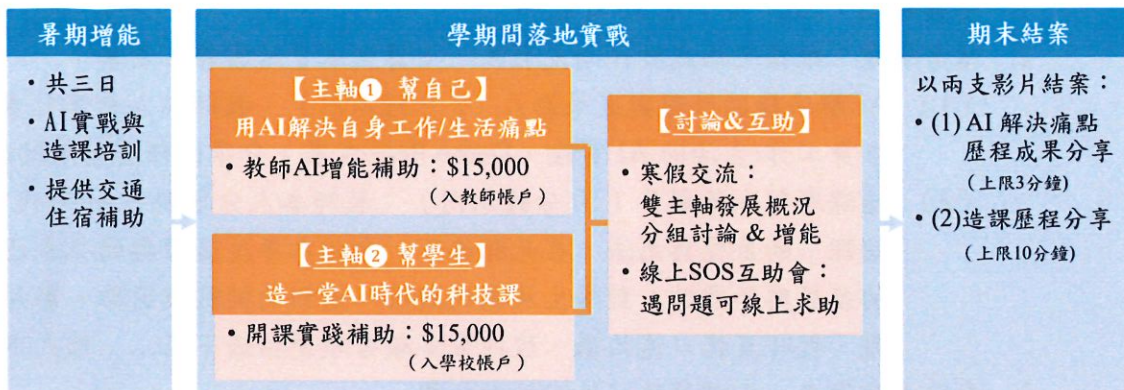 暑期增能
• 共三日
• AI實戰與
造課培訓
• 提供交通
住宿補助
學期間落地實戰
【主軸❶ 幫自己】
用AI解決自身工作/生活痛點
• 教師AI增能補助：$15,000
（入教師帳戶）
【主軸❷ 幫學生】
造一堂AI時代的科技課
• 開課實踐補助：$15,000
（入學校帳戶）
【討論&互助】
• 寒假交流：
雙主軸發展概況
分組討論 & 增能
• 線上SOS互助會：
遇問題可線上求助
期末結案
以兩支影片結案：
• (1) AI 解決痛點
歷程成果分享
（上限3分鐘）
• (2)造課歷程分享
（上限10分鐘）